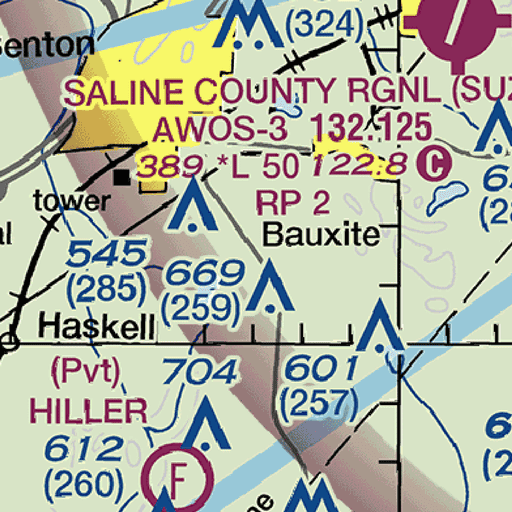 (324)
SALINE COUNTY RGNL (SUZ
AWOS-3 132.125
389 *L 50 122.8 C
RP 2
tower
Bauxite
545
(285)
669
(259)
Haskell
(Pvt)
HILLER
704
601
(257)
612
(260)
F